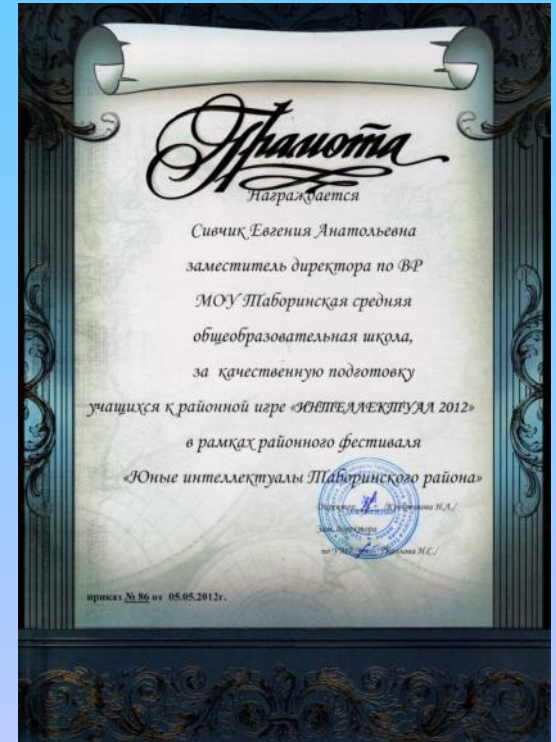 Грамота
Награждается
Сивчик Евгения Анатольевна
заместитель директора по ВР
МОУ Таборинская средняя
общеобразовательная школа,
за качественную подготовку
учащихся к районной игре «ИНТЕЛЛЕКТУАЛ 2012»
в рамках районного фестиваля
«Юные интеллектуалы Таборинского района»
Директор
Зам. директора
по
приказ № 86 от 05.05.2012г.